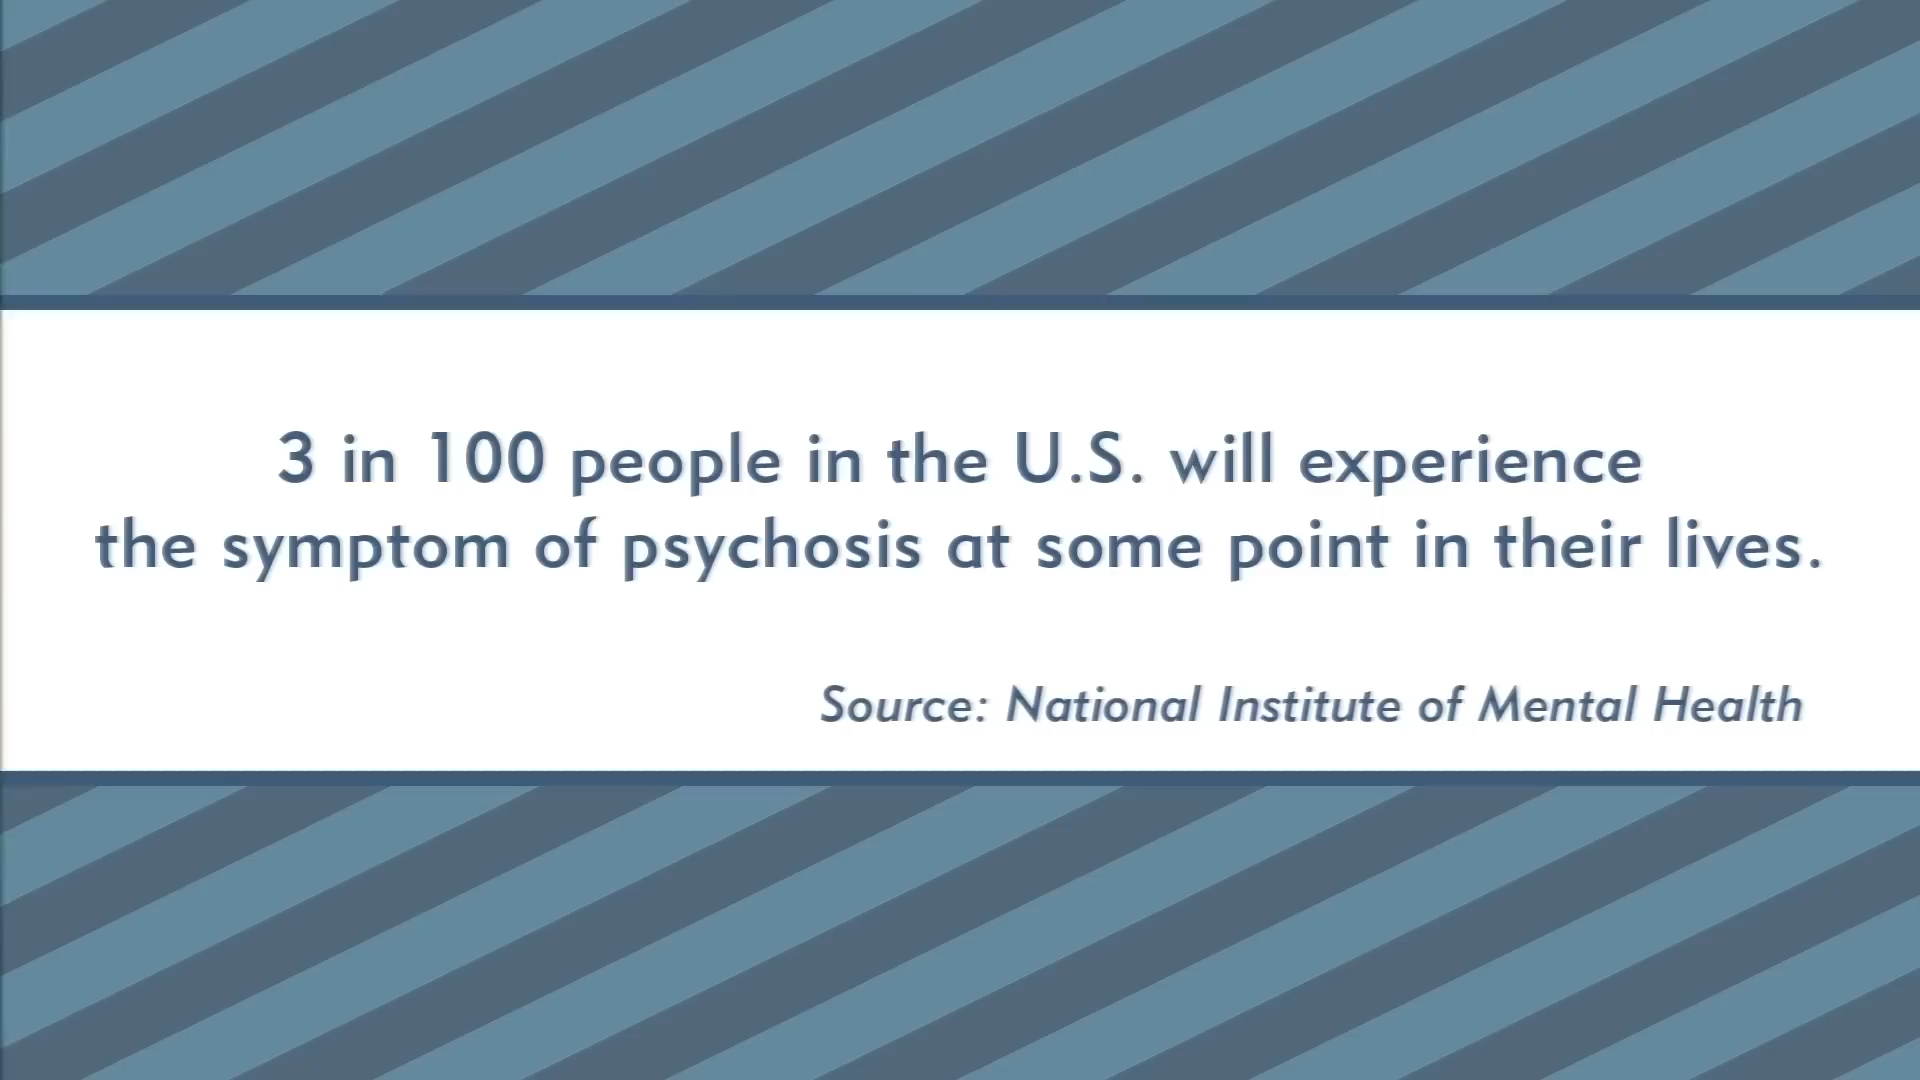 3 in 100 people in the U.S. will experience
the symptom of psychosis at some point in their lives.
Source: National Institute of Mental Health